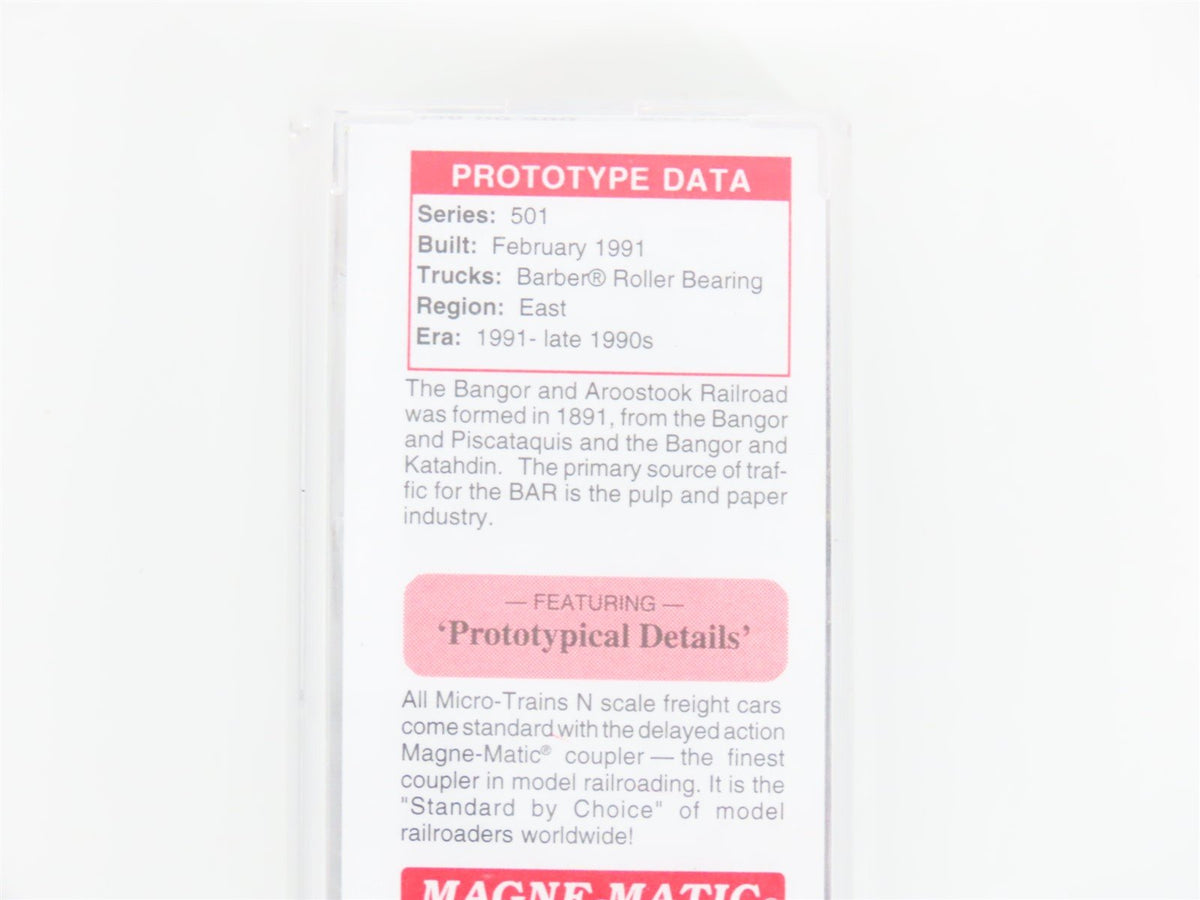 PROTOTYPE DATA
Series: 501
Built: February 1991
Trucks: Barber® Roller Bearing
Region: East
Era: 1991- late 1990s
The Bangor and Aroostook Railroad
was formed in 1891, from the Bangor
and Piscataquis and the Bangor and
Katahdin. The primary source of traf-
fic for the BAR is the pulp and paper
industry.
— FEATURING —
‘Prototypical Details’
All Micro-Trains N scale freight cars
come standard with the delayed action
Magne-Matic® coupler — the finest
coupler in model railroading. It is the
"Standard by Choice" of model
railroaders worldwide!
MAGNE-MATIC®